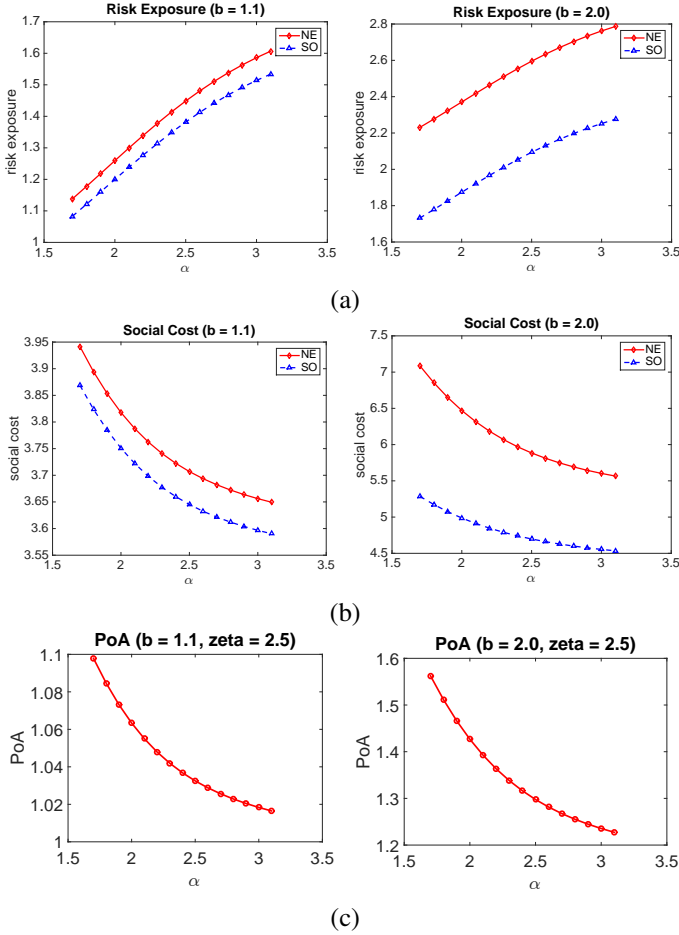 Risk Exposure (b = 1.1)
1.7
1.6
1.5
1.4
1.3
1.2
1.1
1
risk exposure
NE
SO
1.5 2 2.5 3 3.5
α
Risk Exposure (b = 2.0)
2.8
2.6
2.4
2.2
2
1.8
1.6
risk exposure
NE
SO
1.5 2 2.5 3 3.5
α
(a)
Social Cost (b = 1.1)
3.95
3.9
3.85
3.8
3.75
3.7
3.65
3.6
3.55
social cost
NE
SO
1.5 2 2.5 3 3.5
α
Social Cost (b = 2.0)
7.5
7
6.5
6
5.5
5
4.5
social cost
NE
SO
1.5 2 2.5 3 3.5
α
(b)
PoA (b = 1.1, zeta = 2.5)
1.1
1.08
1.06
1.04
1.02
1
PoA
1.5 2 2.5 3 3.5
α
PoA (b = 2.0, zeta = 2.5)
1.6
1.5
1.4
1.3
1.2
PoA
1.5 2 2.5 3 3.5
α
(c)